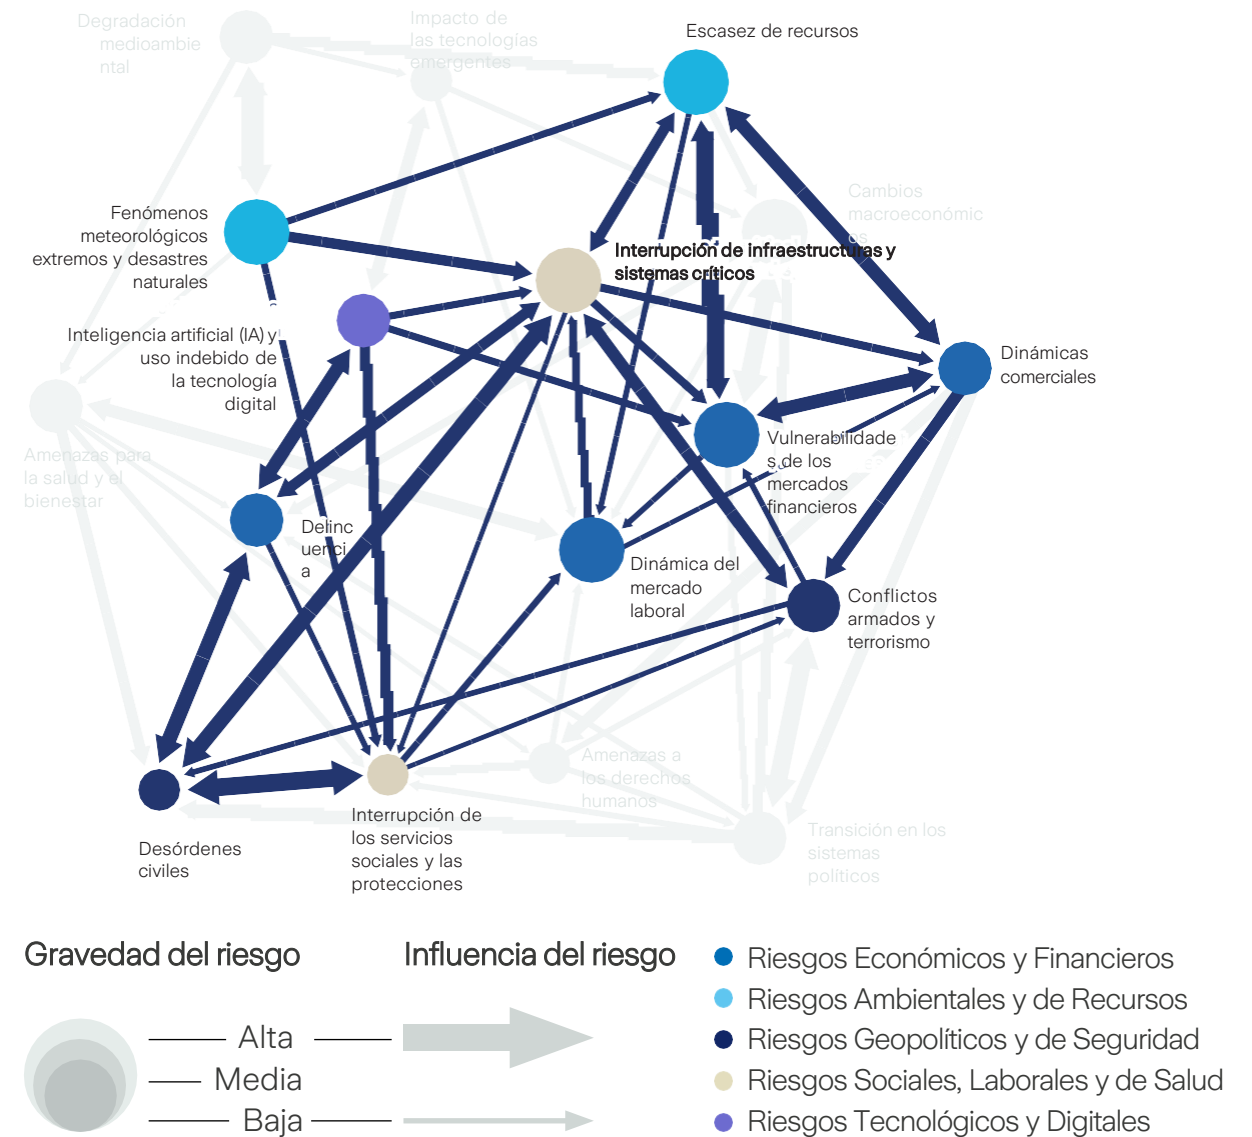 Degradación
medioambie
ntal
Impacto de
las tecnologías
emergentes
Escasez de recursos
Cambios
macroeconómic
os
Fenómenos
meteorológicos
extremos y desastres
naturales
Interrupción de infraestructuras y
sistemas críticos
Inteligencia artificial (IA) y
uso indebido de
la tecnología
digital
Dinámicas
comerciales
Amenazas para
la salud y el
bienestar
Vulnerabilidade
s de los
mercados
financieros
Delinc
uenci
a
Dinámica del
mercado
laboral
Conflictos
armados y
terrorismo
Amenazas a
los derechos
humanos
Interrupción de
los servicios
sociales y las
protecciones
Desórdenes
civiles
Transición en los
sistemas
políticos
Gravedad del riesgo
Influencia del riesgo
Alta
Media
Baja
Riesgos Económicos y Financieros
Riesgos Ambientales y de Recursos
Riesgos Geopolíticos y de Seguridad
Riesgos Sociales, Laborales y de Salud
Riesgos Tecnológicos y Digitales